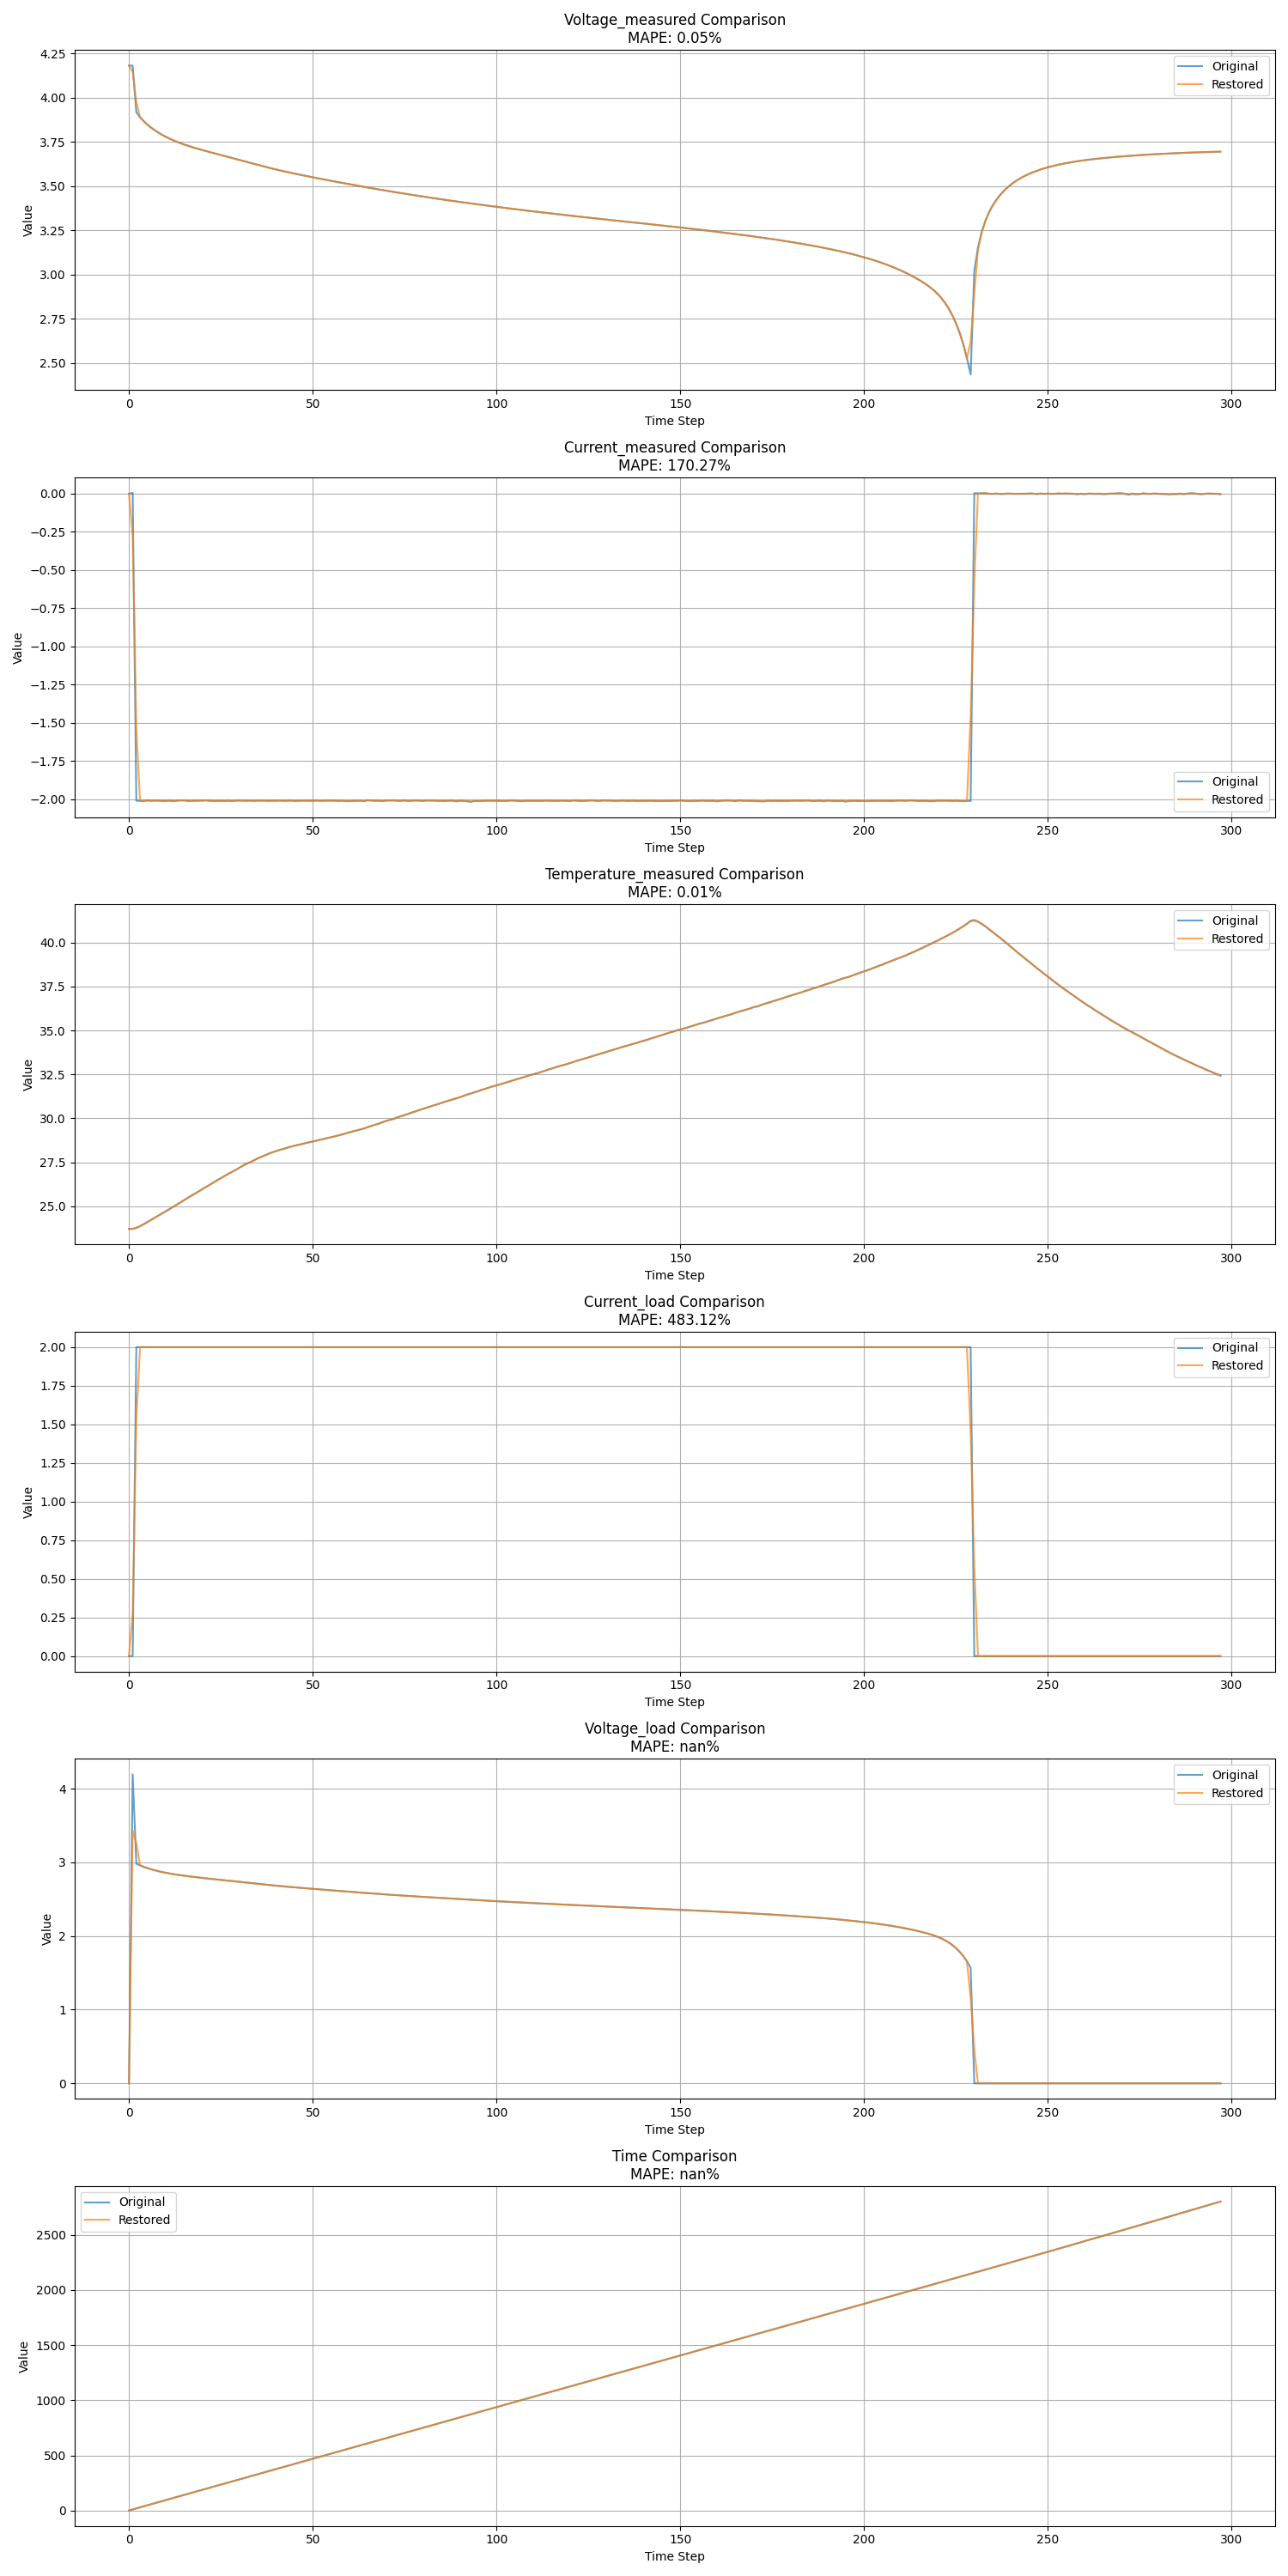 Voltage_measured Comparison
MAPE: 0.05%
4.25
4.00
3.75
3.50
3.25
3.00
2.75
2.50
Value
Original
Restored
0 50 100 150 200 250 300
Time Step
Current_measured Comparison
MAPE: 170.27%
0.00
−0.25
−0.50
−0.75
−1.00
−1.25
−1.50
−1.75
−2.00
Value
Original
Restored
0 50 100 150 200 250 300
Time Step
Temperature_measured Comparison
MAPE: 0.01%
40.0
37.5
35.0
32.5
30.0
27.5
25.0
Value
Original
Restored
0 50 100 150 200 250 300
Time Step
Current_load Comparison
MAPE: 483.12%
2.00
1.75
1.50
1.25
1.00
0.75
0.50
0.25
0.00
Value
Original
Restored
0 50 100 150 200 250 300
Time Step
Voltage_load Comparison
MAPE: nan%
4
3
2
1
0
Value
Original
Restored
0 50 100 150 200 250 300
Time Step
Time Comparison
MAPE: nan%
Original
Restored
2500
2000
1500
1000
500
0
Value
0 50 100 150 200 250 300
Time Step